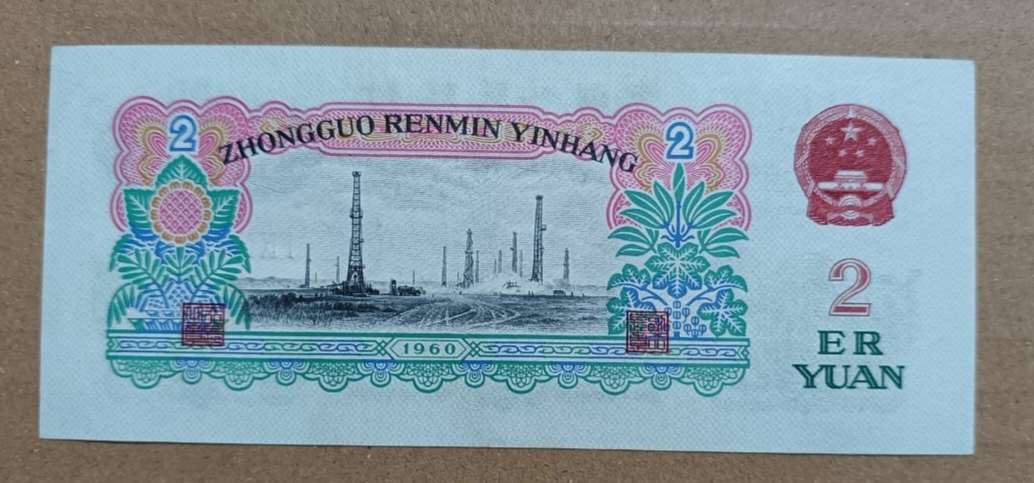 2
ZHONGGUO RENMIN YINHANG
2
2
ER
YUAN
1960